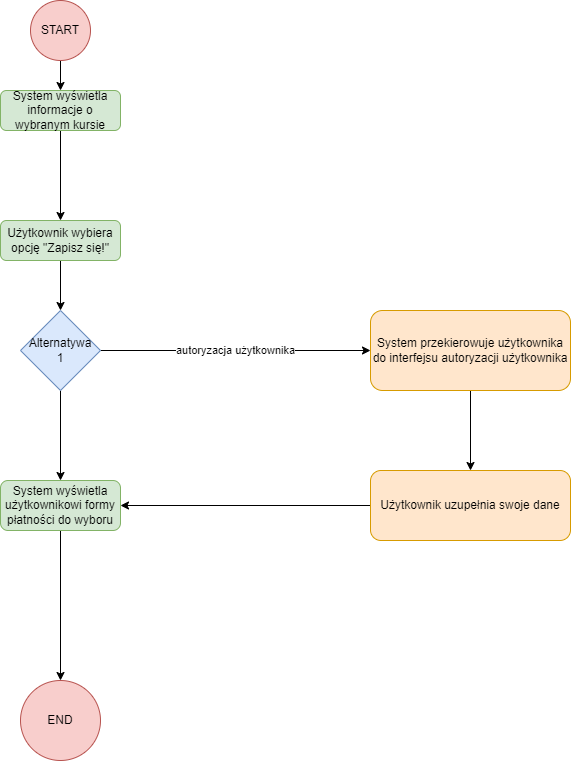 START
System wyświetla
informacje o
wybranym kursie
Użytkownik wybiera
opcję "Zapisz się!"
Alternatywa
1
autoryzacja użytkownika
System przekierowuje użytkownika
do interfejsu autoryzacji użytkownika
System wyświetla
użytkownikowi formy
płatności do wyboru
Użytkownik uzupełnia swoje dane
END